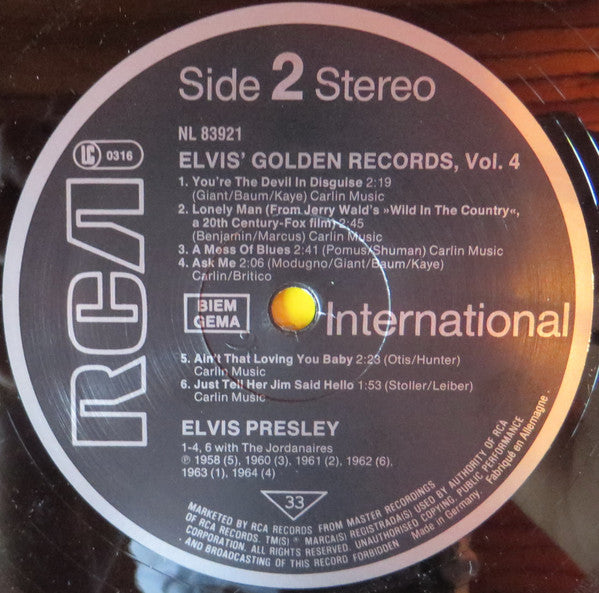 Side 2 Stereo
NL 83921
LC 0316
ELVIS' GOLDEN RECORDS, Vol. 4
1. You're The Devil In Disguise 2:19
(Giant/Baum/Kaye) Carlin Music
2. Lonely Man (From Jerry Wald's »Wild In The Country«,
a 20th Century-Fox film) 2:45
(Benjamin/Marcus) Carlin Music
3. A Mess Of Blues 2:41 (Pomus/Shuman) Carlin Music
4. Ask Me 2:06 (Modugno/Giant/Baum/Kaye)
Carlin/Britico
RCA
BIEM
GEMA
International
5. Ain't That Loving You Baby 2:23 (Otis/Hunter)
Carlin Music
6. Just Tell Her Jim Said Hello 1:53 (Stoller/Leiber)
Carlin Music
ELVIS PRESLEY
1-4, 6 with The Jordanaires
℗ 1958 (5), 1960 (3), 1961 (2), 1962 (6),
1963 (1), 1964 (4)
33
MARKETED BY RCA RECORDS FROM MASTER RECORDINGS
OF RCA RECORDS. TM(S) ® MARCA(S) REGISTRADA(S) USED BY AUTHORITY OF RCA
CORPORATION. ALL RIGHTS RESERVED. UNAUTHORISED COPYING, PUBLIC PERFORMANCE
AND BROADCASTING OF THIS RECORD FORBIDDEN
Made in Germany. Fabriqué en Allemagne.